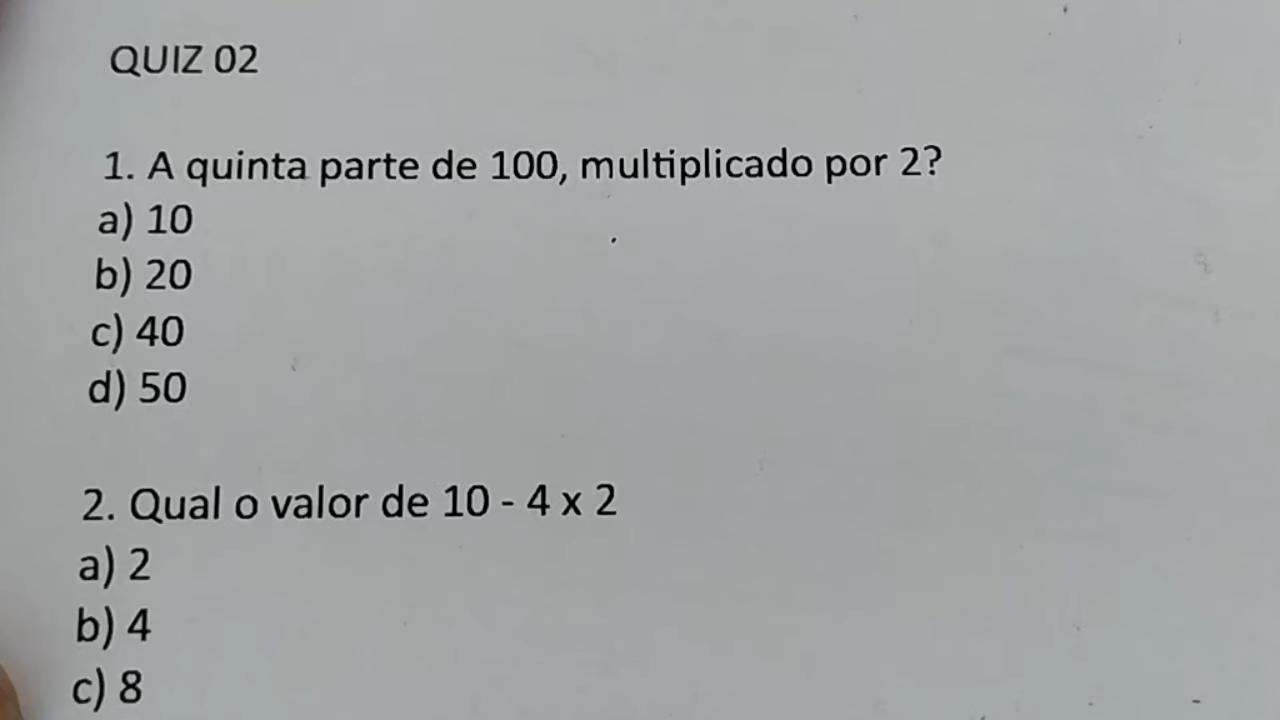 QUIZ 02
1. A quinta parte de 100, multiplicado por 2?
a) 10
b) 20
c) 40
d) 50
2. Qual o valor de 10 - 4 x 2
a) 2
b) 4
c) 8